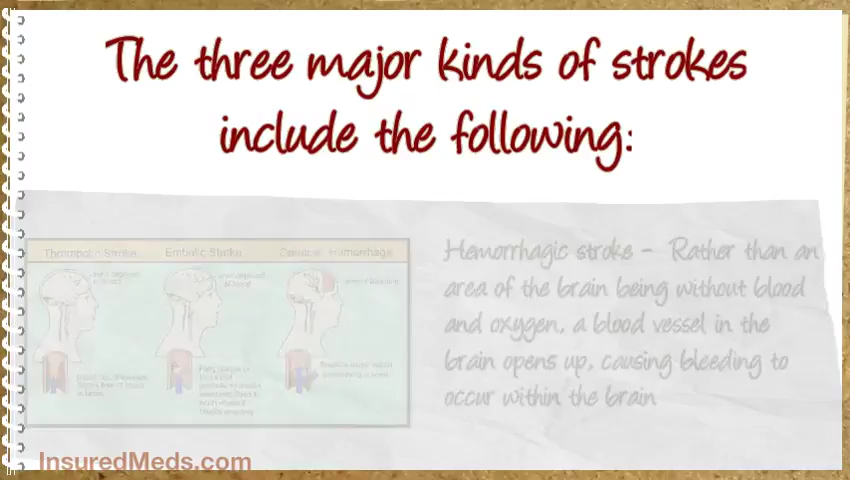 The three major kinds of strokes
include the following:
Thrombotic Stroke
Embolic Stroke
Cerebral Hemorrhage
Hemorrhagic stroke - Rather than an
area of the brain being without blood
and oxygen, a blood vessel in the
brain opens up, causing bleeding to
occur within the brain
InsuredMeds.com